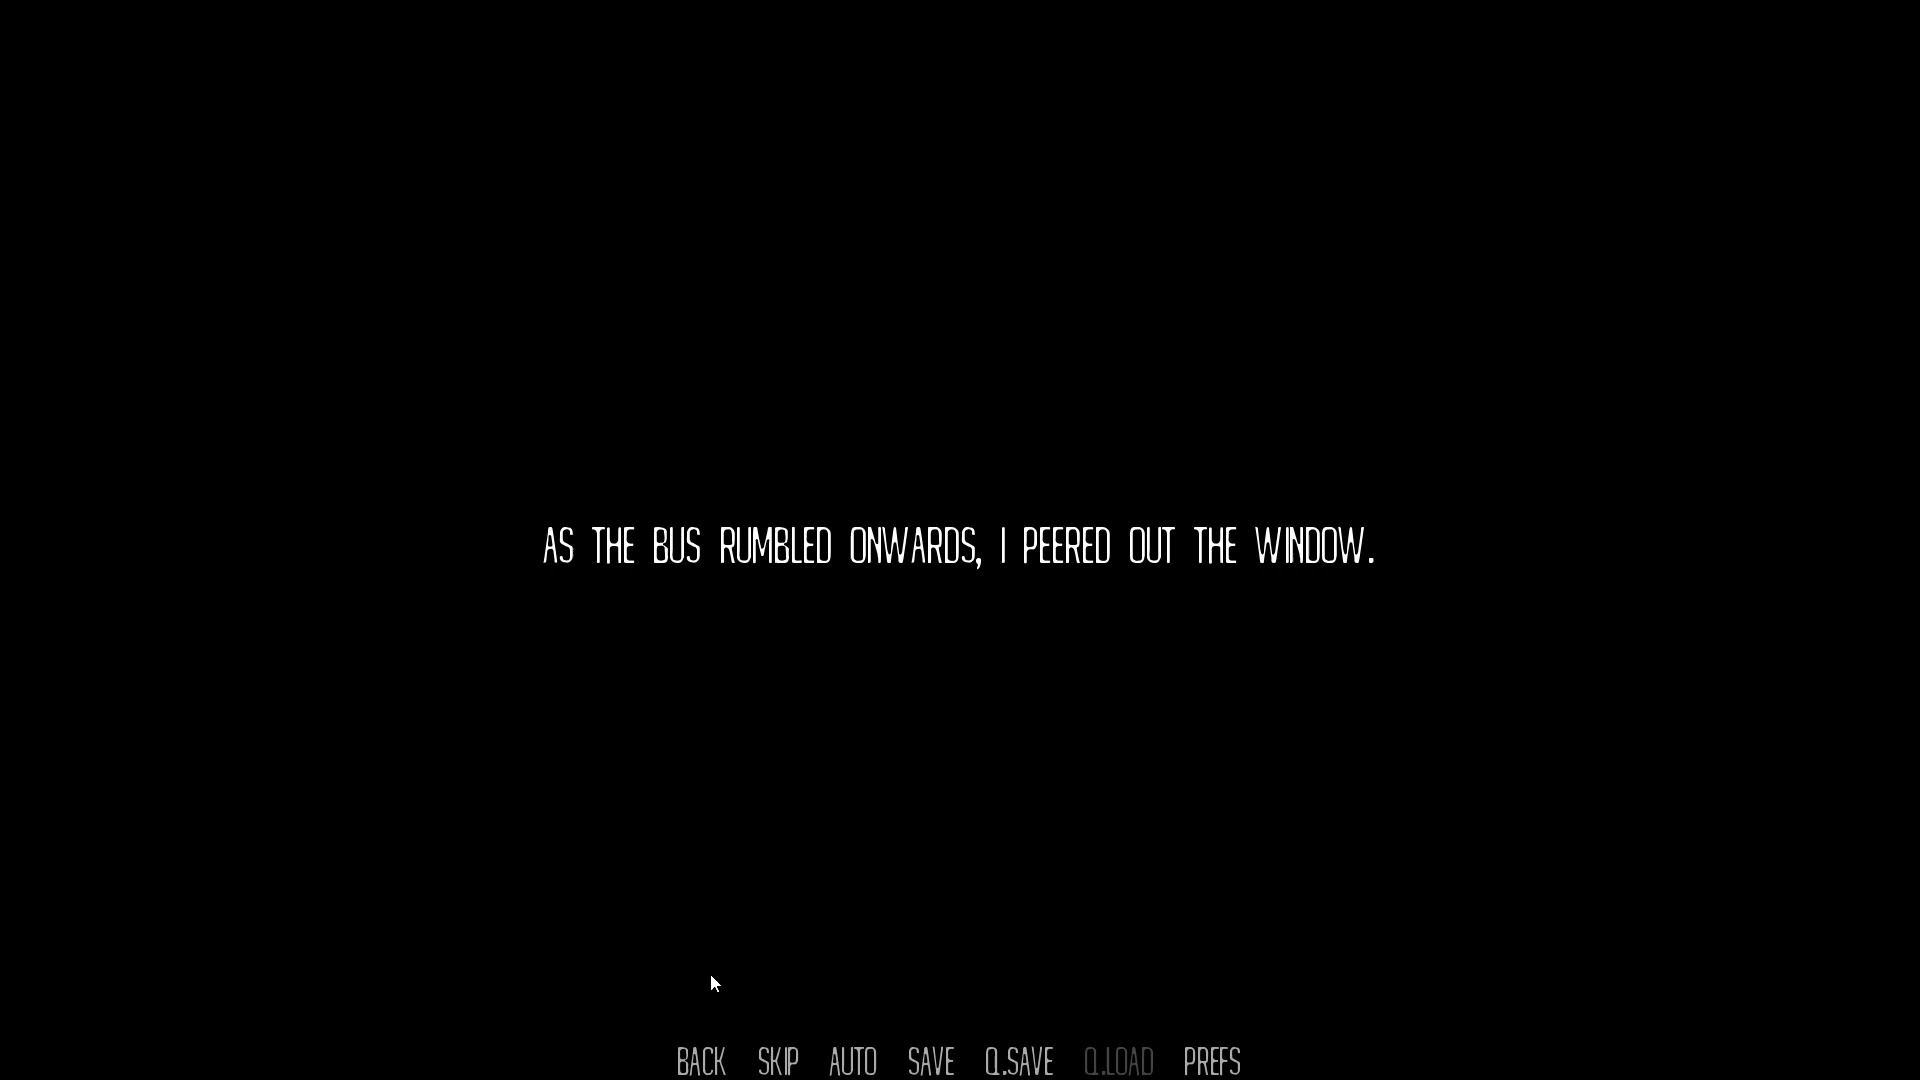 AS THE BUS RUMBLED ONWARDS, I PEERED OUT THE WINDOW.
BACK SKIP AUTO SAVE Q.SAVE Q.LOAD PREFS